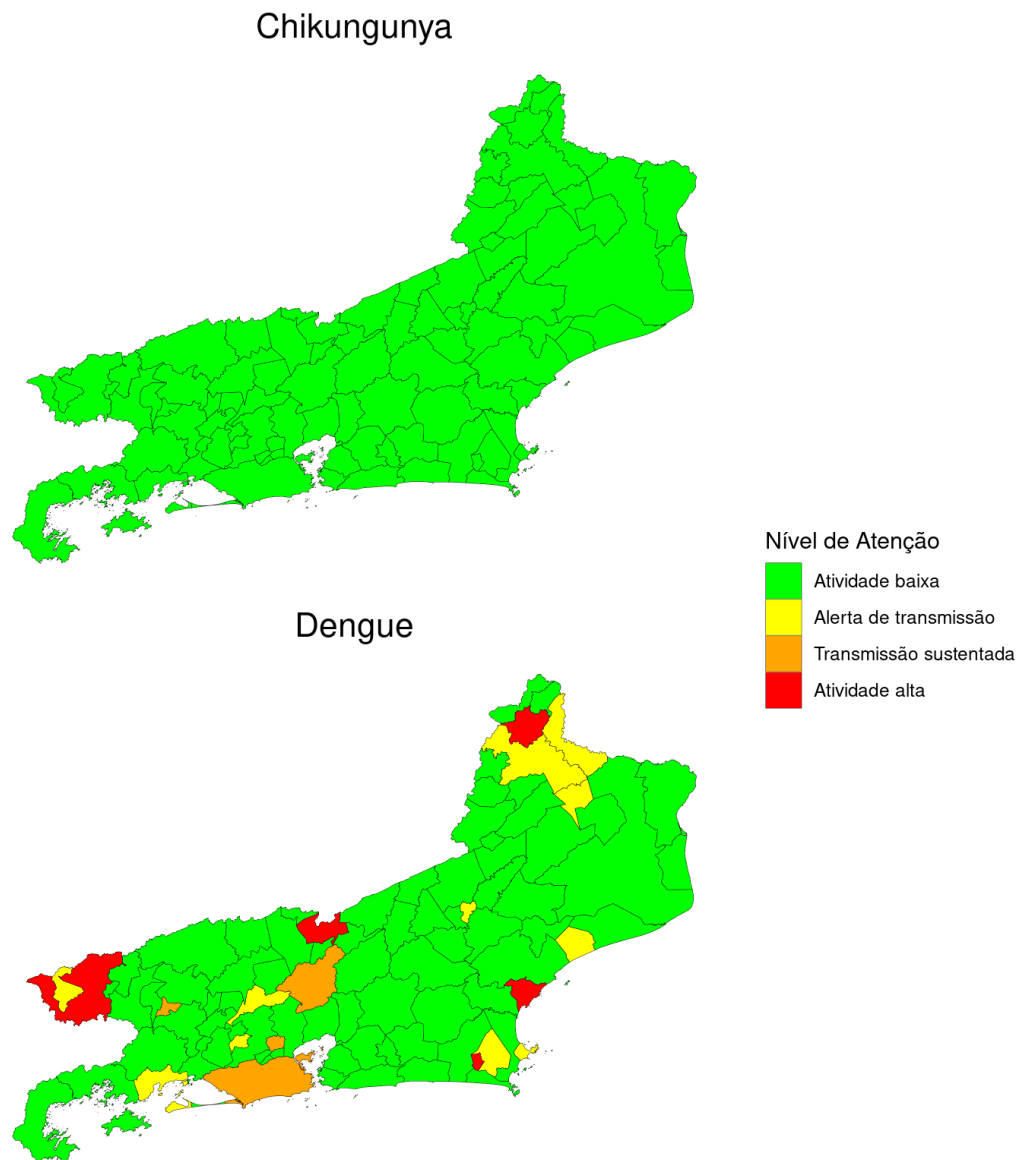 Chikungunya
Nível de Atenção
Atividade baixa
Alerta de transmissão
Transmissão sustentada
Atividade alta
Dengue